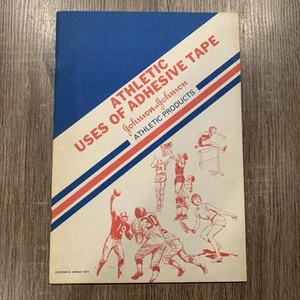 ATHLETIC
USES OF ADHESIVE TAPE
Johnson & Johnson
ATHLETIC PRODUCTS